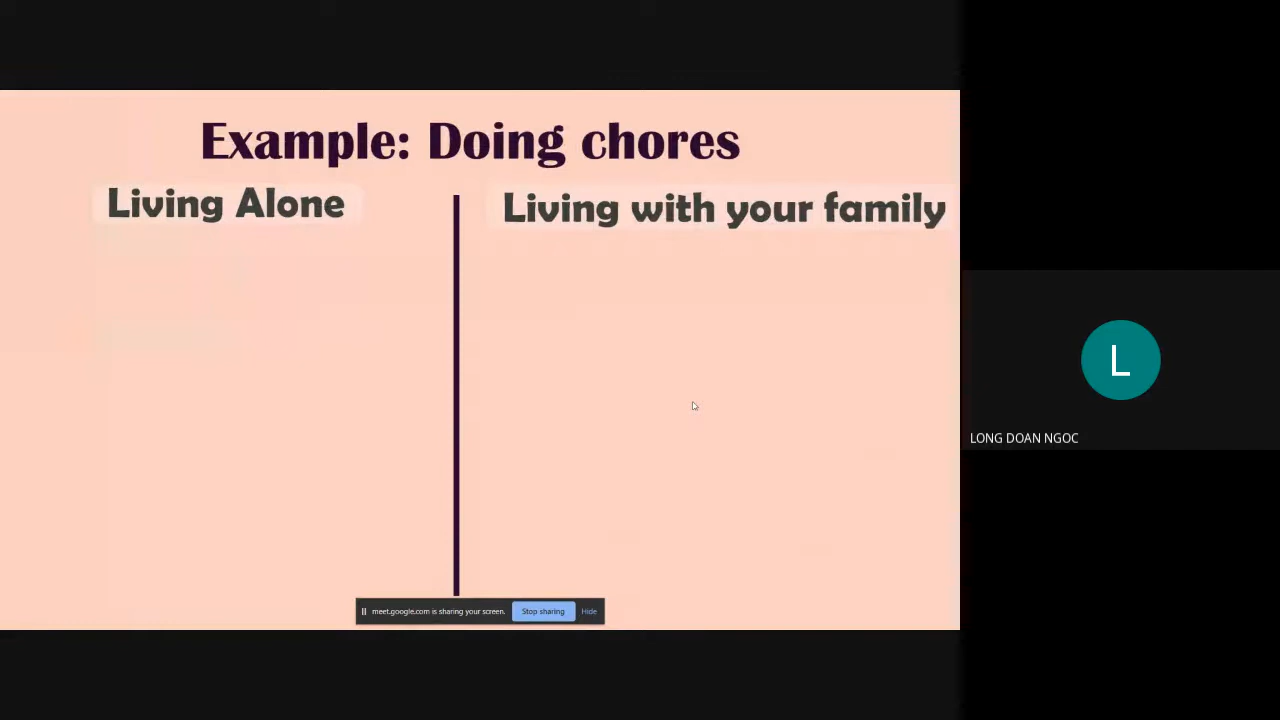 Example: Doing chores
Living Alone
Living with your family
L
LONG DOAN NGOC
meet.google.com is sharing your screen.
Stop sharing
Hide